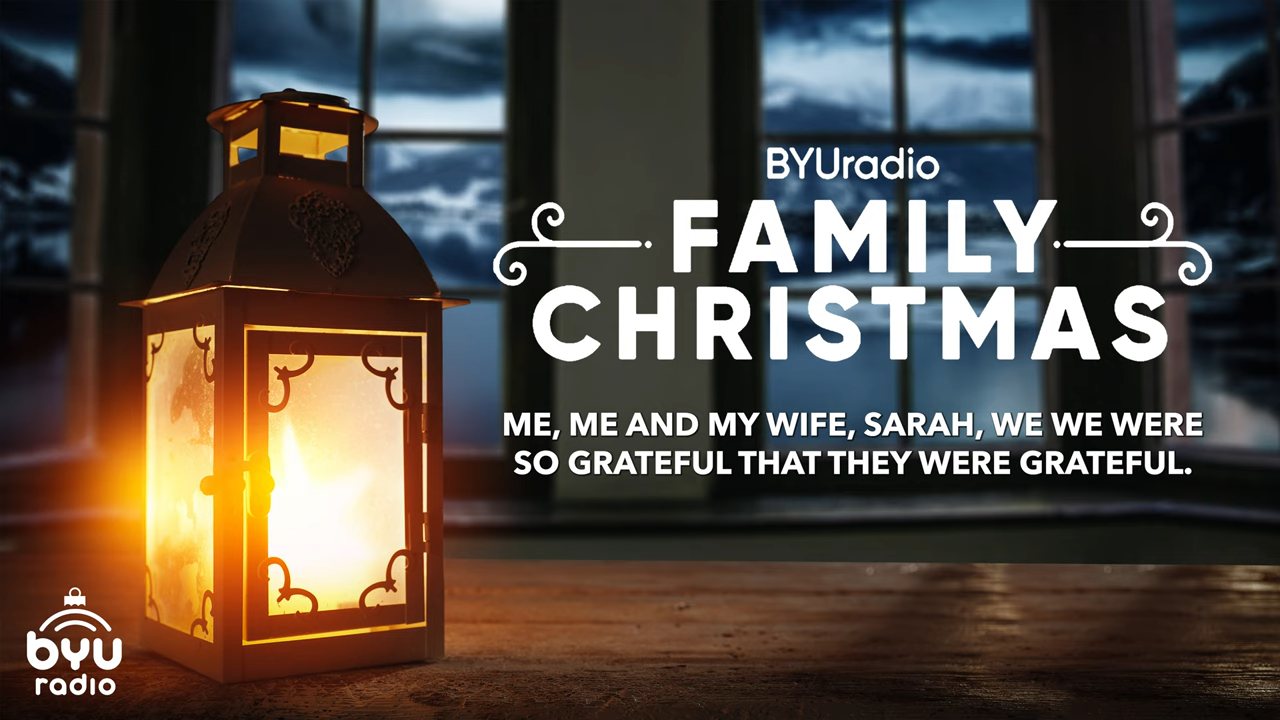 BYUradio
FAMILY
CHRISTMAS
ME, ME AND MY WIFE, SARAH, WE WE WERE
SO GRATEFUL THAT THEY WERE GRATEFUL.
byu
radio